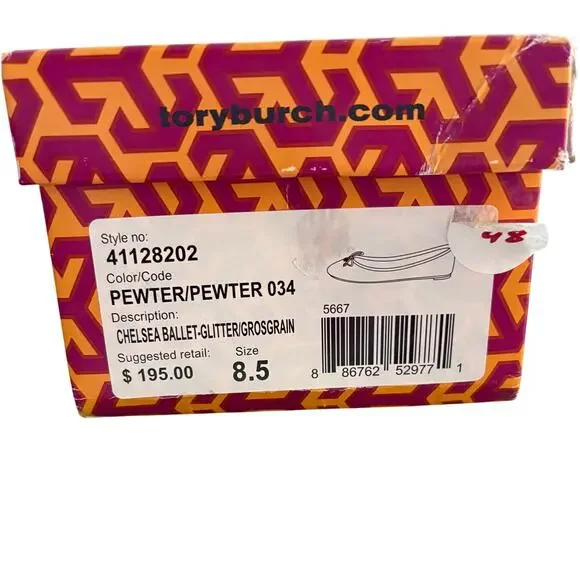 toryburch.com
Style no:
41128202
Color/Code
PEWTER/PEWTER 034
Description:
CHELSEA BALLET-GLITTER/GROSGRAIN
Suggested retail: Size
$ 195.00 8.5
48
5667
8 86762 52977 1